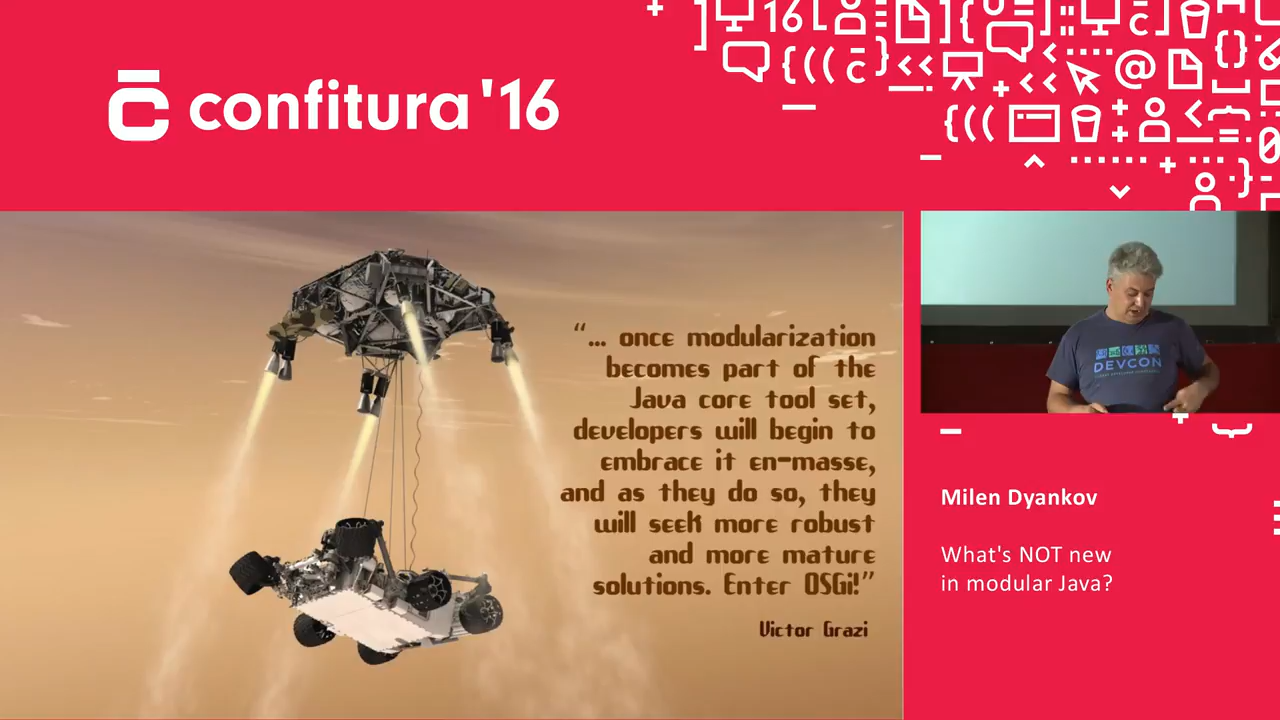 confitura '16
“... once modularization
becomes part of the
Java core tool set,
developers will begin to
embrace it en-masse,
and as they do so, they
will seek more robust
and more mature
solutions. Enter OSGi!”
Victor Grazi
DEVCON
Milen Dyankov
What's NOT new
in modular Java?